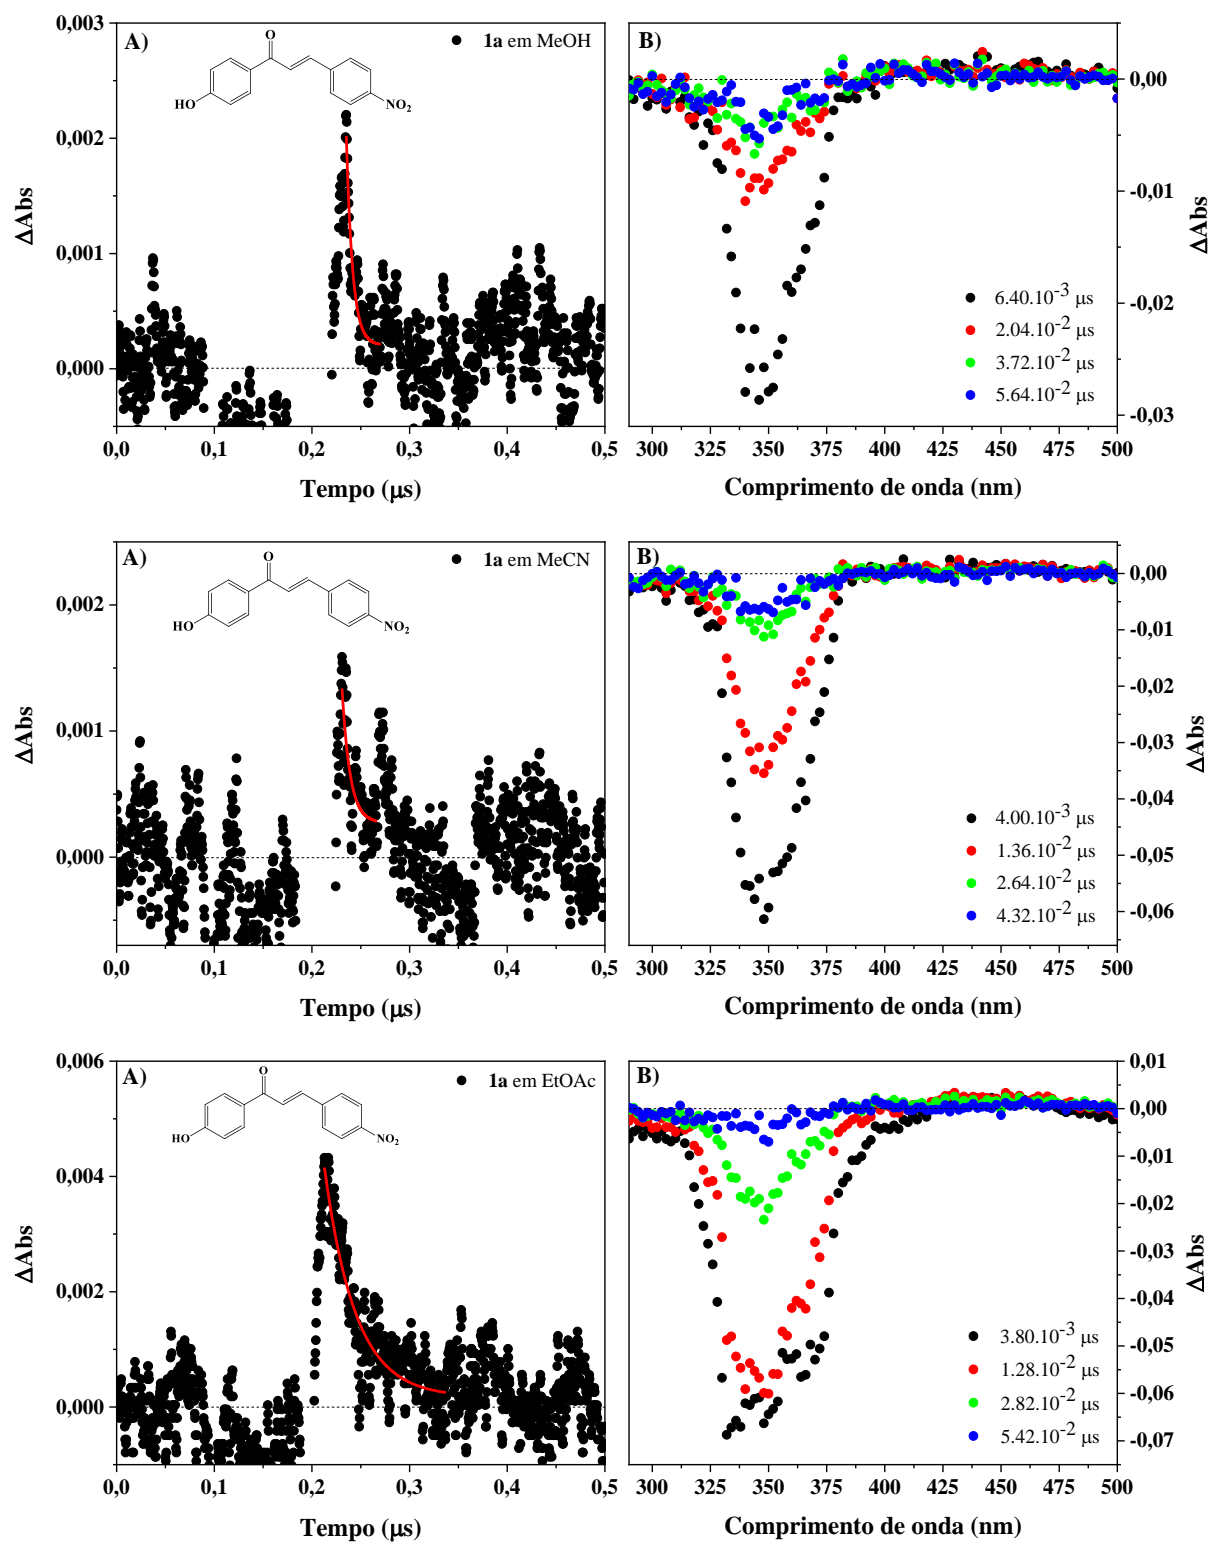 A)
1a em MeOH
O
HO
NO2
0,003
0,002
0,001
0,000
ΔAbs
0,0 0,1 0,2 0,3 0,4 0,5
Tempo (μs)
B)
0,00
-0,01
-0,02
-0,03
ΔAbs
6.40.10-3 μs
2.04.10-2 μs
3.72.10-2 μs
5.64.10-2 μs
300 325 350 375 400 425 450 475 500
Comprimento de onda (nm)
A)
1a em MeCN
O
HO
NO2
0,002
0,001
0,000
ΔAbs
0,0 0,1 0,2 0,3 0,4 0,5
Tempo (μs)
B)
0,00
-0,01
-0,02
-0,03
-0,04
-0,05
-0,06
ΔAbs
4.00.10-3 μs
1.36.10-2 μs
2.64.10-2 μs
4.32.10-2 μs
300 325 350 375 400 425 450 475 500
Comprimento de onda (nm)
A)
1a em EtOAc
O
HO
NO2
0,006
0,004
0,002
0,000
ΔAbs
0,0 0,1 0,2 0,3 0,4 0,5
Tempo (μs)
B)
0,01
0,00
-0,01
-0,02
-0,03
-0,04
-0,05
-0,06
-0,07
ΔAbs
3.80.10-3 μs
1.28.10-2 μs
2.82.10-2 μs
5.42.10-2 μs
300 325 350 375 400 425 450 475 500
Comprimento de onda (nm)